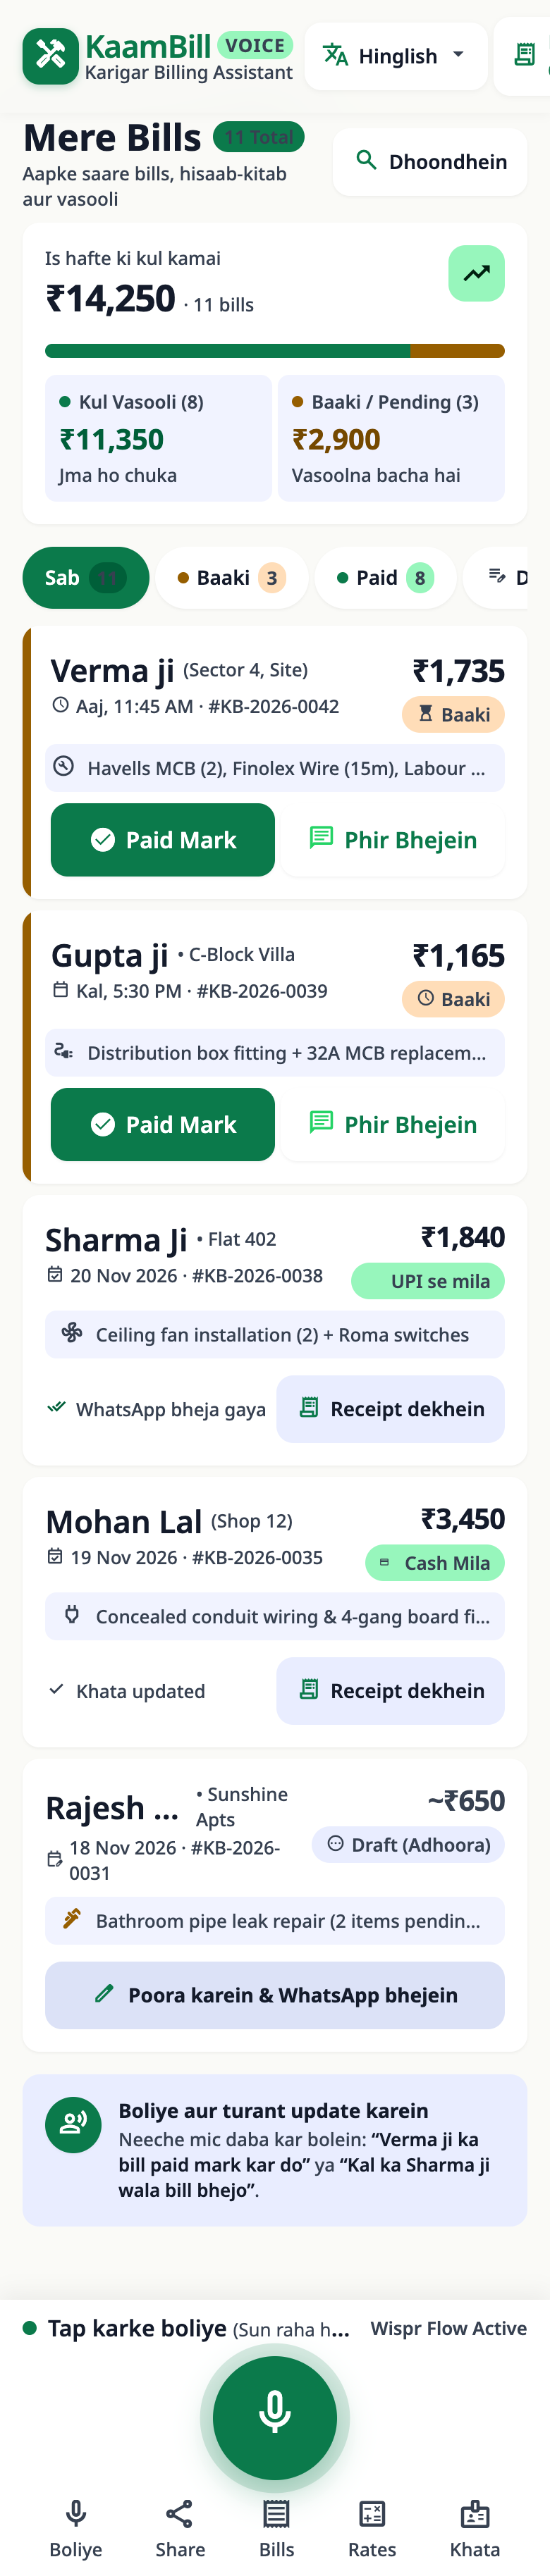 KaamBill VOICE
Karigar Billing Assistant
Hinglish
Mere Bills 11 Total
Aapke saare bills, hisaab-kitab
aur vasooli
Dhoondhein
Is hafte ki kul kamai
₹14,250 · 11 bills
Kul Vasooli (8)
₹11,350
Jma ho chuka
Baaki / Pending (3)
₹2,900
Vasoolna bacha hai
Sab 11
Baaki 3
Paid 8
D
Verma ji (Sector 4, Site)
₹1,735
Aaj, 11:45 AM · #KB-2026-0042
Baaki
Havells MCB (2), Finolex Wire (15m), Labour ...
Paid Mark
Phir Bhejein
Gupta ji • C-Block Villa
₹1,165
Kal, 5:30 PM · #KB-2026-0039
Baaki
Distribution box fitting + 32A MCB replacem...
Paid Mark
Phir Bhejein
Sharma Ji • Flat 402
₹1,840
20 Nov 2026 · #KB-2026-0038
UPI se mila
Ceiling fan installation (2) + Roma switches
WhatsApp bheja gaya
Receipt dekhein
Mohan Lal (Shop 12)
₹3,450
19 Nov 2026 · #KB-2026-0035
Cash Mila
Concealed conduit wiring & 4-gang board fi...
Khata updated
Receipt dekhein
Rajesh ... • Sunshine
Apts
~₹650
18 Nov 2026 · #KB-2026-
0031
Draft (Adhoora)
Bathroom pipe leak repair (2 items pendin...
Poora karein & WhatsApp bhejein
Boliye aur turant update karein
Neeche mic daba kar bolein: “Verma ji ka
bill paid mark kar do” ya “Kal ka Sharma ji
wala bill bhejo”.
Tap karke boliye (Sun raha h...
Wispr Flow Active
Boliye
Share
Bills
Rates
Khata